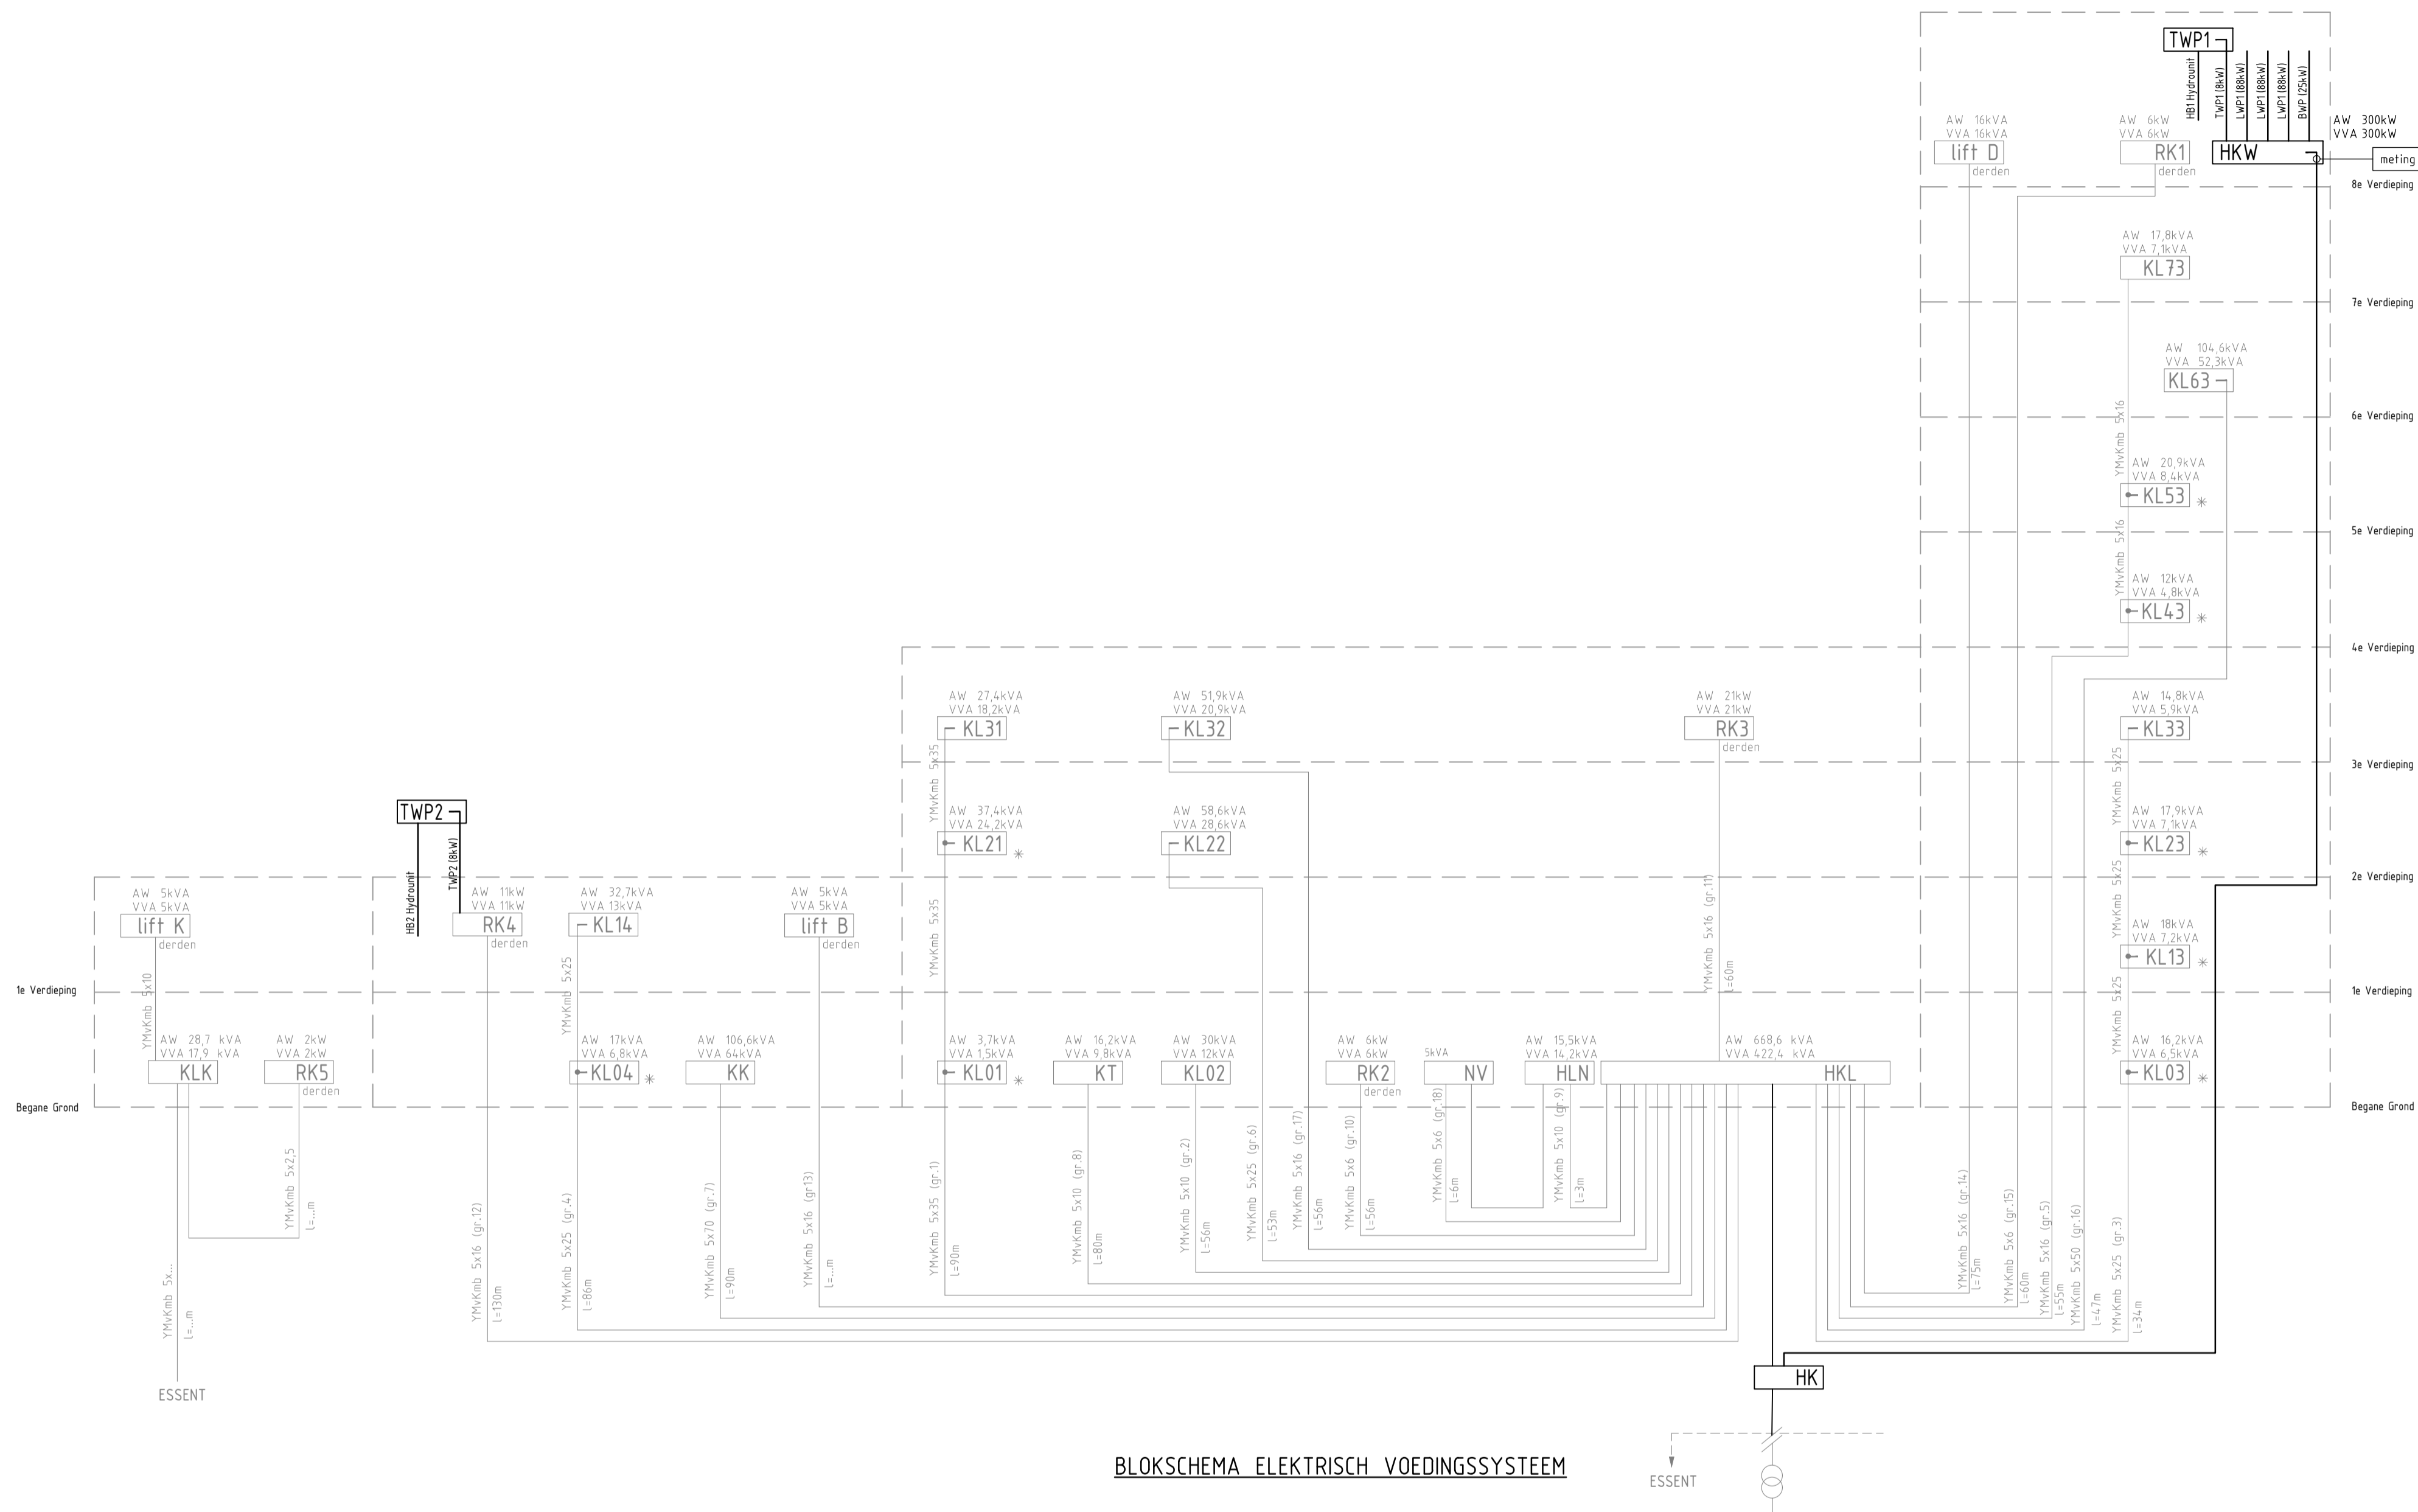 TWP1
HB1 Hydrounit
TWP1 (8kW)
LWP1 (88kW)
LWP1 (88kW)
LWP1 (88kW)
BWP (25kW)
AW 300kW
VVA 300kW
AW 16kVA
VVA 16kVA
lift D
derden
AW 6kW
VVA 6kW
RK1
derden
HKW
meting
8e Verdieping
AW 17,8kVA
VVA 7,1kVA
KL73
7e Verdieping
AW 104,6kVA
VVA 52,3kVA
KL63
6e Verdieping
YMvKmb 5x16
AW 20,9kVA
VVA 8,4kVA
KL53 *
5e Verdieping
YMvKmb 5x16
AW 12kVA
VVA 4,8kVA
KL43 *
4e Verdieping
AW 27,4kVA
VVA 18,2kVA
KL31
AW 51,9kVA
VVA 20,9kVA
KL32
AW 21kW
VVA 21kW
RK3
derden
AW 14,8kVA
VVA 5,9kVA
KL33
YMvKmb 5x35
YMvKmb 5x25
3e Verdieping
TWP2
HB2 Hydrounit
TWP2 (8kW)
AW 37,4kVA
VVA 24,2kVA
KL21 *
AW 58,6kVA
VVA 28,6kVA
KL22
AW 17,9kVA
VVA 7,1kVA
KL23 *
2e Verdieping
AW 5kVA
VVA 5kVA
lift K
derden
AW 11kW
VVA 11kW
RK4
derden
AW 32,7kVA
VVA 13kVA
KL14
AW 5kVA
VVA 5kVA
lift B
derden
YMvKmb 5x35
YMvKmb 5x16 (gr.11)
l=60m
YMvKmb 5x25
AW 18kVA
VVA 7,2kVA
KL13 *
1e Verdieping
1e Verdieping
YMvKmb 5x10
YMvKmb 5x25
YMvKmb 5x25
AW 28,7 kVA
VVA 17,9 kVA
KLK
AW 2kW
VVA 2kW
RK5
derden
AW 17kVA
VVA 6,8kVA
KL04 *
AW 106,6kVA
VVA 64kVA
KK
AW 3,7kVA
VVA 1,5kVA
KL01 *
AW 16,2kVA
VVA 9,8kVA
KT
AW 30kVA
VVA 12kVA
KL02
AW 6kW
VVA 6kW
RK2
derden
5kVA
NV
AW 15,5kVA
VVA 14,2kVA
HLN
AW 668,6 kVA
VVA 422,4 kVA
HKL
AW 16,2kVA
VVA 6,5kVA
KL03 *
Begane Grond
Begane Grond
YMvKmb 5x...
l=...m
YMvKmb 5x2,5
l=...m
YMvKmb 5x16 (gr.12)
l=130m
YMvKmb 5x25 (gr.4)
l=86m
YMvKmb 5x70 (gr.7)
l=90m
YMvKmb 5x16 (gr13)
l=...m
YMvKmb 5x35 (gr.1)
l=90m
YMvKmb 5x10 (gr.8)
l=80m
YMvKmb 5x10 (gr.2)
l=56m
YMvKmb 5x25 (gr.6)
l=53m
YMvKmb 5x16 (gr.17)
l=56m
YMvKmb 5x6 (gr.10)
l=56m
YMvKmb 5x6 (gr.18)
l=6m
YMvKmb 5x10 (gr.9)
l=3m
YMvKmb 5x16 (gr.14)
l=75m
YMvKmb 5x6 (gr.15)
l=60m
YMvKmb 5x16 (gr.5)
l=55m
YMvKmb 5x50 (gr.16)
l=47m
YMvKmb 5x25 (gr.3)
l=34m
ESSENT
HK
ESSENT
BLOKSCHEMA ELEKTRISCH VOEDINGSSYSTEEM